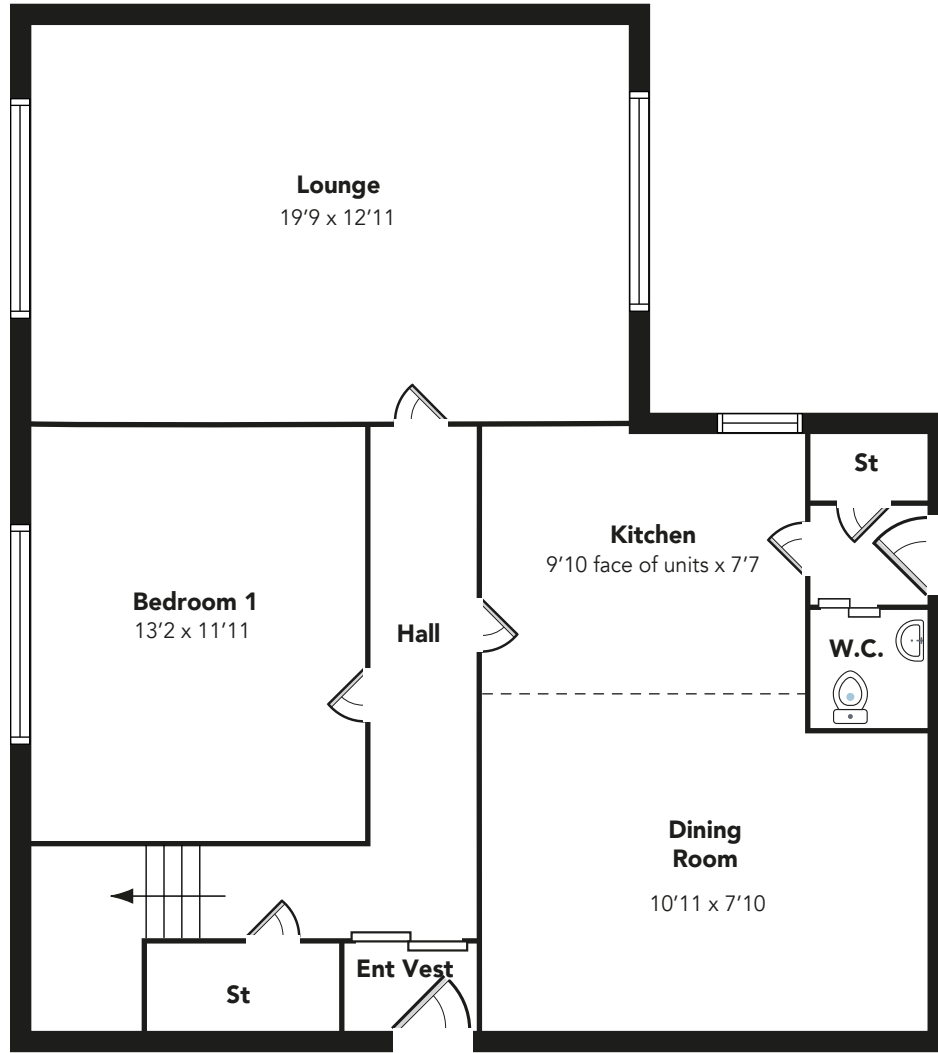 Lounge
19’9 x 12’11
St
Kitchen
9’10 face of units x 7’7
Bedroom 1
13’2 x 11’11
Hall
W.C.
Dining
Room
10’11 x 7’10
Ent Vest
St